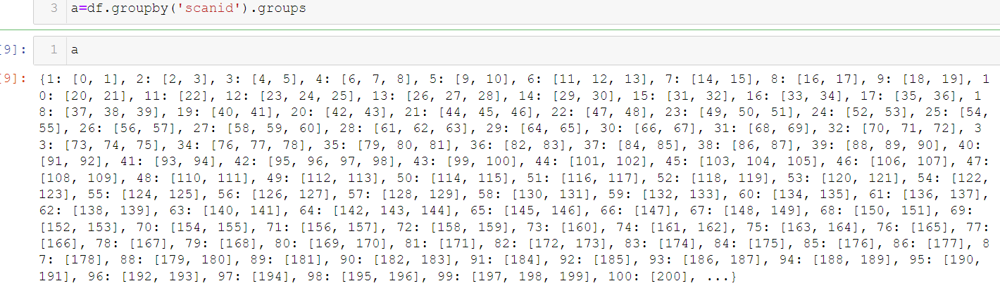 3 a=df.groupby('scanid').groups
[9]: 1 a
[9]: {1: [0, 1], 2: [2, 3], 3: [4, 5], 4: [6, 7, 8], 5: [9, 10], 6: [11, 12, 13], 7: [14, 15], 8: [16, 17], 9: [18, 19], 1
0: [20, 21], 11: [22], 12: [23, 24, 25], 13: [26, 27, 28], 14: [29, 30], 15: [31, 32], 16: [33, 34], 17: [35, 36], 1
8: [37, 38, 39], 19: [40, 41], 20: [42, 43], 21: [44, 45, 46], 22: [47, 48], 23: [49, 50, 51], 24: [52, 53], 25: [54,
55], 26: [56, 57], 27: [58, 59, 60], 28: [61, 62, 63], 29: [64, 65], 30: [66, 67], 31: [68, 69], 32: [70, 71, 72], 3
3: [73, 74, 75], 34: [76, 77, 78], 35: [79, 80, 81], 36: [82, 83], 37: [84, 85], 38: [86, 87], 39: [88, 89, 90], 40:
[91, 92], 41: [93, 94], 42: [95, 96, 97, 98], 43: [99, 100], 44: [101, 102], 45: [103, 104, 105], 46: [106, 107], 47:
[108, 109], 48: [110, 111], 49: [112, 113], 50: [114, 115], 51: [116, 117], 52: [118, 119], 53: [120, 121], 54: [122,
123], 55: [124, 125], 56: [126, 127], 57: [128, 129], 58: [130, 131], 59: [132, 133], 60: [134, 135], 61: [136, 137],
62: [138, 139], 63: [140, 141], 64: [142, 143, 144], 65: [145, 146], 66: [147], 67: [148, 149], 68: [150, 151], 69:
[152, 153], 70: [154, 155], 71: [156, 157], 72: [158, 159], 73: [160], 74: [161, 162], 75: [163, 164], 76: [165], 77:
[166], 78: [167], 79: [168], 80: [169, 170], 81: [171], 82: [172, 173], 83: [174], 84: [175], 85: [176], 86: [177], 8
7: [178], 88: [179, 180], 89: [181], 90: [182, 183], 91: [184], 92: [185], 93: [186, 187], 94: [188, 189], 95: [190,
191], 96: [192, 193], 97: [194], 98: [195, 196], 99: [197, 198, 199], 100: [200], ...}